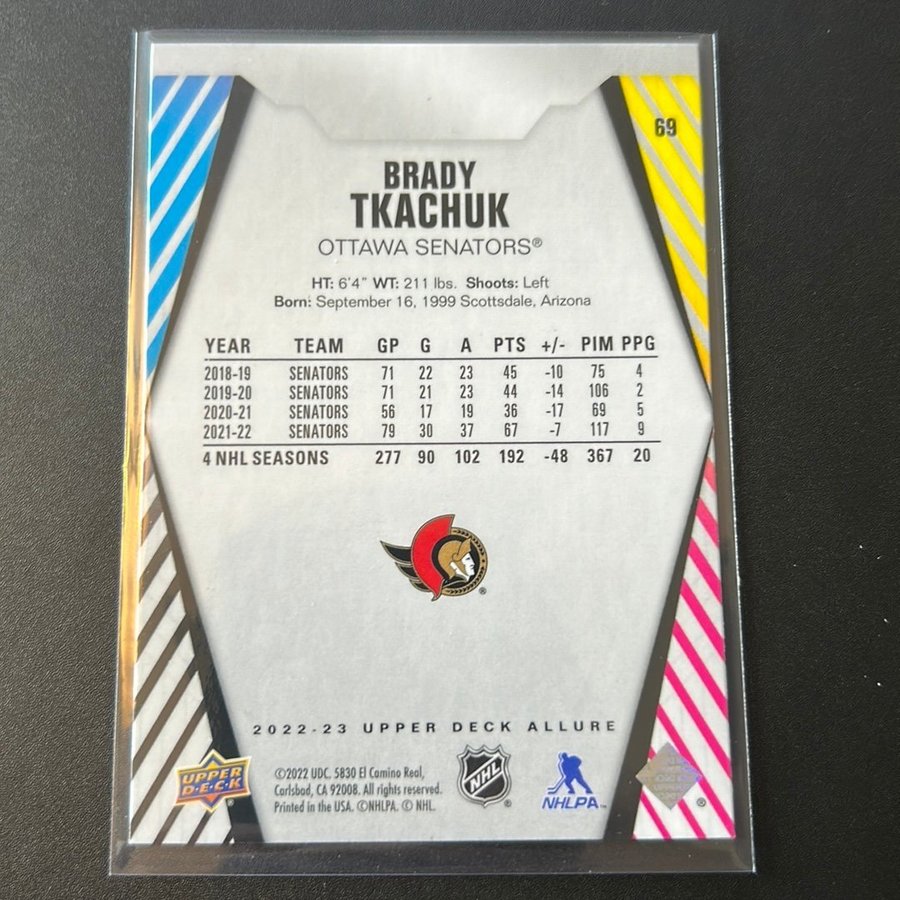 69
BRADY
TKACHUK
OTTAWA SENATORS®
HT: 6'4" WT: 211 lbs. Shoots: Left
Born: September 16, 1999 Scottsdale, Arizona
YEAR TEAM GP G A PTS +/- PIM PPG
2018-19 SENATORS 71 22 23 45 -10 75 4
2019-20 SENATORS 71 21 23 44 -14 106 2
2020-21 SENATORS 56 17 19 36 -17 69 5
2021-22 SENATORS 79 30 37 67 -7 117 9
4 NHL SEASONS 277 90 102 192 -48 367 20
®
2022-23 UPPER DECK ALLURE
UPPER
DECK
®
©2022 UDC. 5830 El Camino Real,
Carlsbad, CA 92008. All rights reserved.
Printed in the USA. ©NHLPA. © NHL.
NHL
®
NHLPA™
®